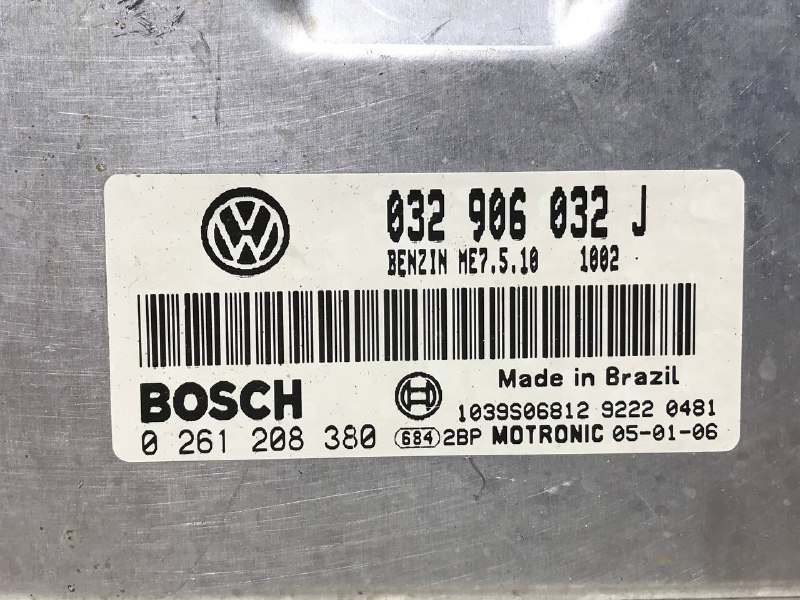 032 906 032 J
BENZIN ME7.5.10 1002
BOSCH
Made in Brazil
1039S06812 9222 0481
0 261 208 380 684 2BP MOTRONIC 05-01-06